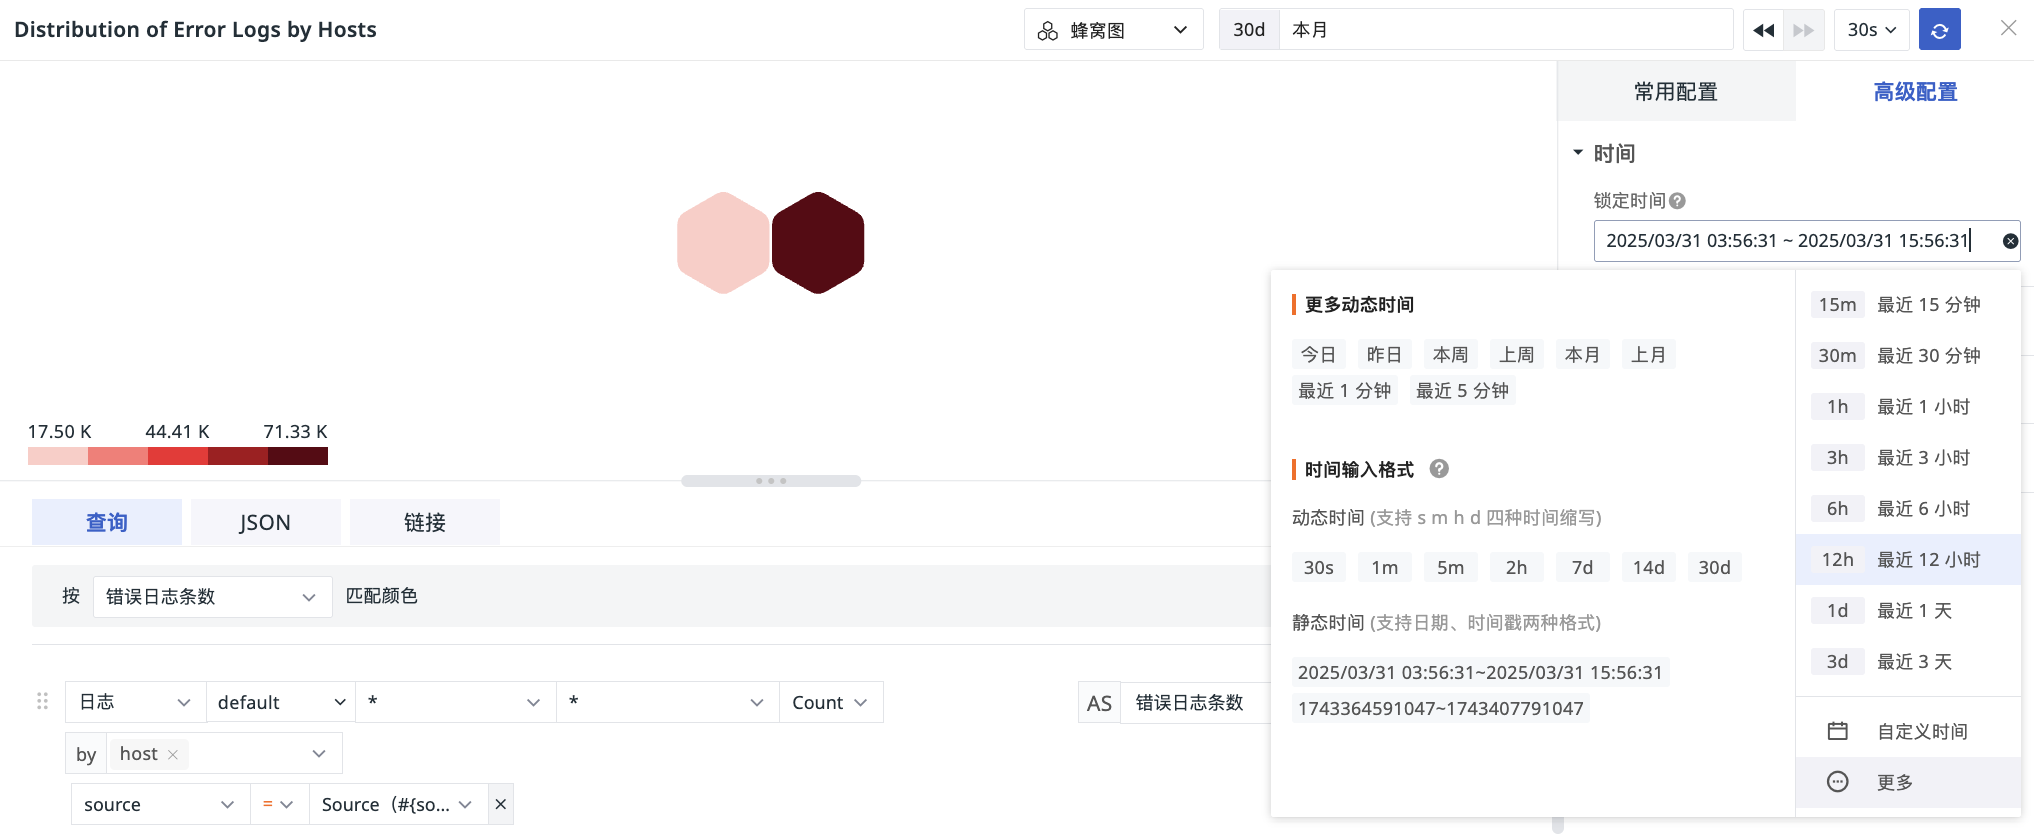 Distribution of Error Logs by Hosts
蜂窝图
30d 本月
30s
常用配置
高级配置
时间
锁定时间
2025/03/31 03:56:31 ~ 2025/03/31 15:56:31
17.50 K 44.41 K 71.33 K
查询
JSON
链接
按 错误日志条数 匹配颜色
日志 default * * Count AS 错误日志条数
by host
source = Source（#{so...
更多动态时间
今日 昨日 本周 上周 本月 上月
最近 1 分钟 最近 5 分钟
时间输入格式
动态时间 (支持 s m h d 四种时间缩写)
30s 1m 5m 2h 7d 14d 30d
静态时间 (支持日期、时间戳两种格式)
2025/03/31 03:56:31~2025/03/31 15:56:31
1743364591047~1743407791047
15m 最近 15 分钟
30m 最近 30 分钟
1h 最近 1 小时
3h 最近 3 小时
6h 最近 6 小时
12h 最近 12 小时
1d 最近 1 天
3d 最近 3 天
自定义时间
更多